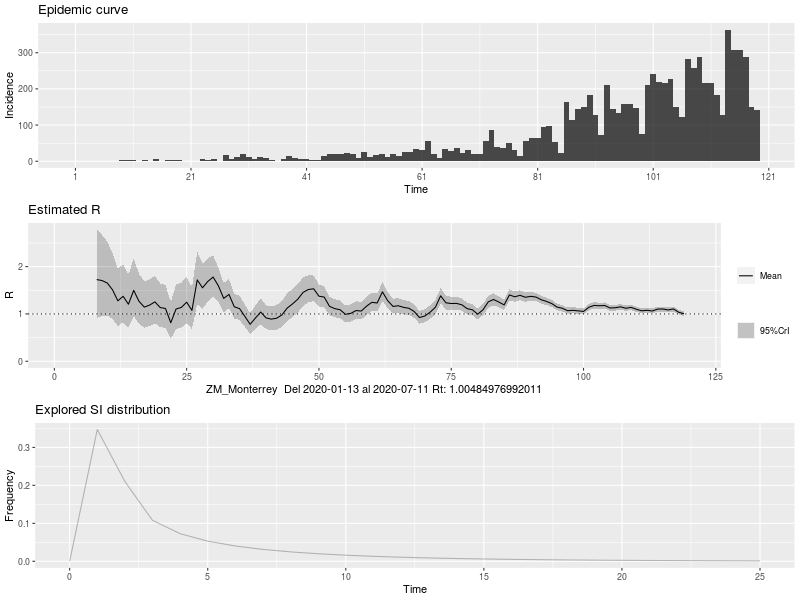 Epidemic curve
300
200
100
0
Incidence
1 21 41 61 81 101 121
Time
Estimated R
2
1
0
R
0 25 50 75 100 125
ZM_Monterrey Del 2020-01-13 al 2020-07-11 Rt: 1.00484976992011
Mean
95%CrI
Explored SI distribution
0.3
0.2
0.1
0.0
Frequency
0 5 10 15 20 25
Time